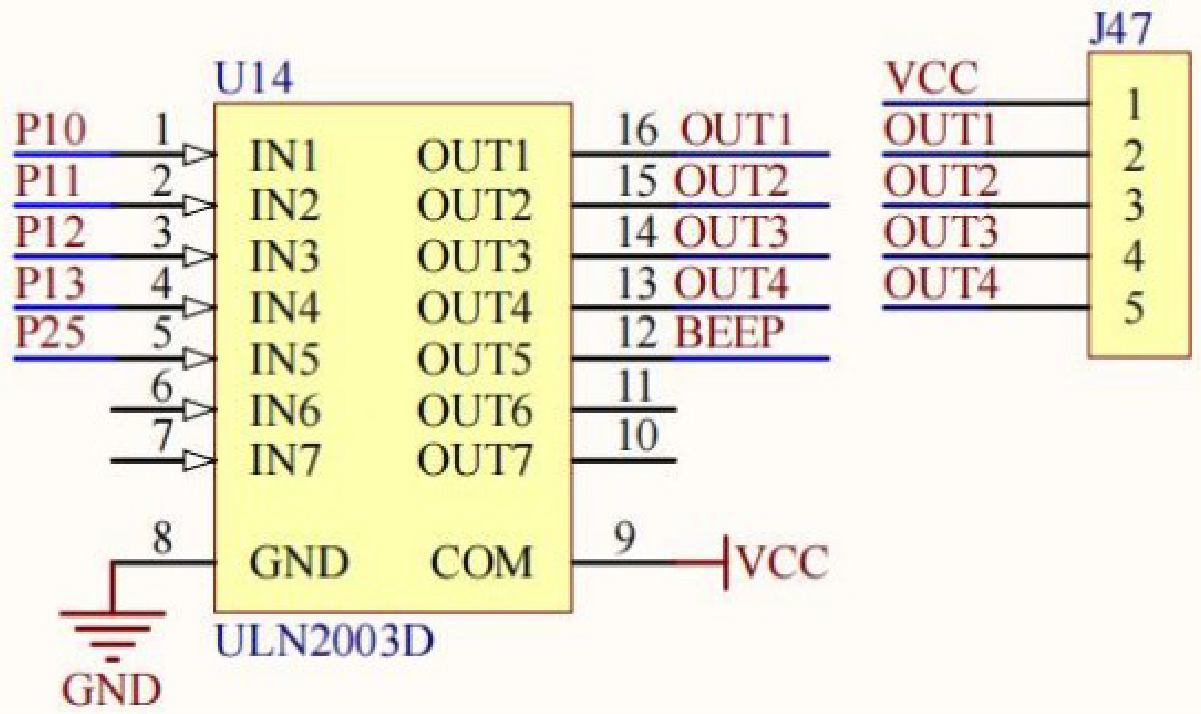 J47
U14
VCC 1
P10 1 IN1 OUT1 16 OUT1 OUT1 2
P11 2 IN2 OUT2 15 OUT2 OUT2 3
P12 3 IN3 OUT3 14 OUT3 OUT3 4
P13 4 IN4 OUT4 13 OUT4 OUT4 5
P25 5 IN5 OUT5 12 BEEP
6 IN6 OUT6 11
7 IN7 OUT7 10
8 GND COM 9 VCC
ULN2003D
GND